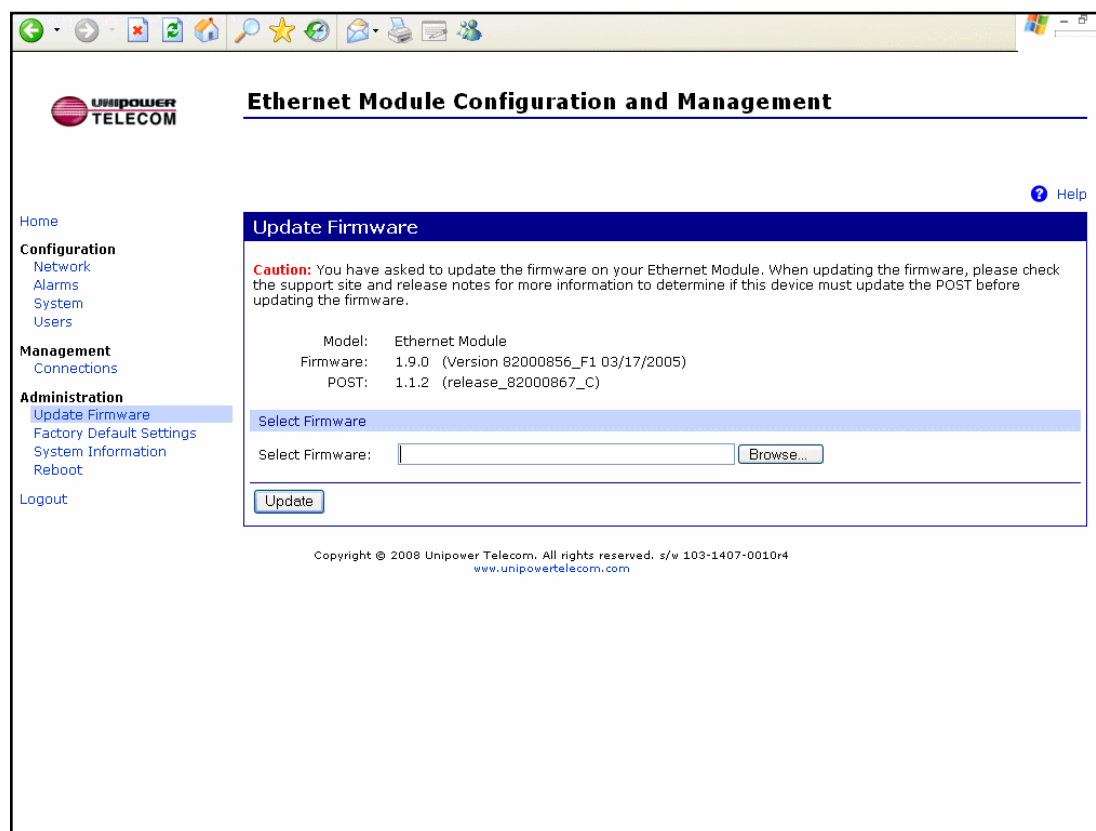 UNIPOWER
TELECOM
Ethernet Module Configuration and Management
Help
Home
Configuration
Network
Alarms
System
Users
Management
Connections
Administration
Update Firmware
Factory Default Settings
System Information
Reboot
Logout
Update Firmware
Caution: You have asked to update the firmware on your Ethernet Module. When updating the firmware, please check
the support site and release notes for more information to determine if this device must update the POST before
updating the firmware.
Model: Ethernet Module
Firmware: 1.9.0 (Version 82000856_F1 03/17/2005)
POST: 1.1.2 (release_82000867_C)
Select Firmware
Select Firmware: Browse...
Update
Copyright © 2008 Unipower Telecom. All rights reserved. s/w 103-1407-0010r4
www.unipowertelecom.com